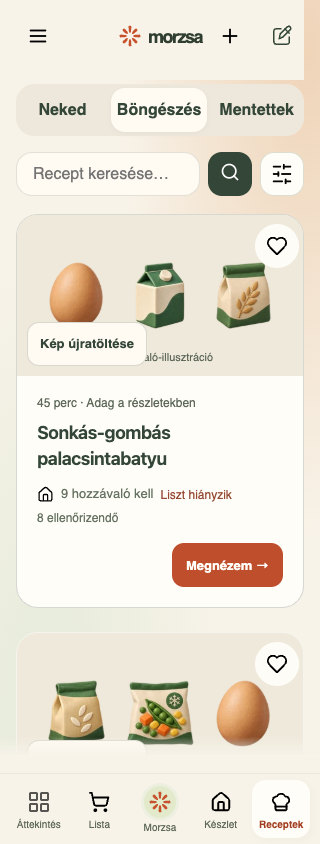 morzsa
Neked Böngészés Mentettek
Recept keresése…
Kép újratöltése
aló-illusztráció
45 perc · Adag a részletekben
Sonkás-gombás
palacsintabatyu
9 hozzávaló kell Liszt hiányzik
8 ellenőrizendő
Megnézem →
Áttekintés Lista Morzsa Készlet Receptek